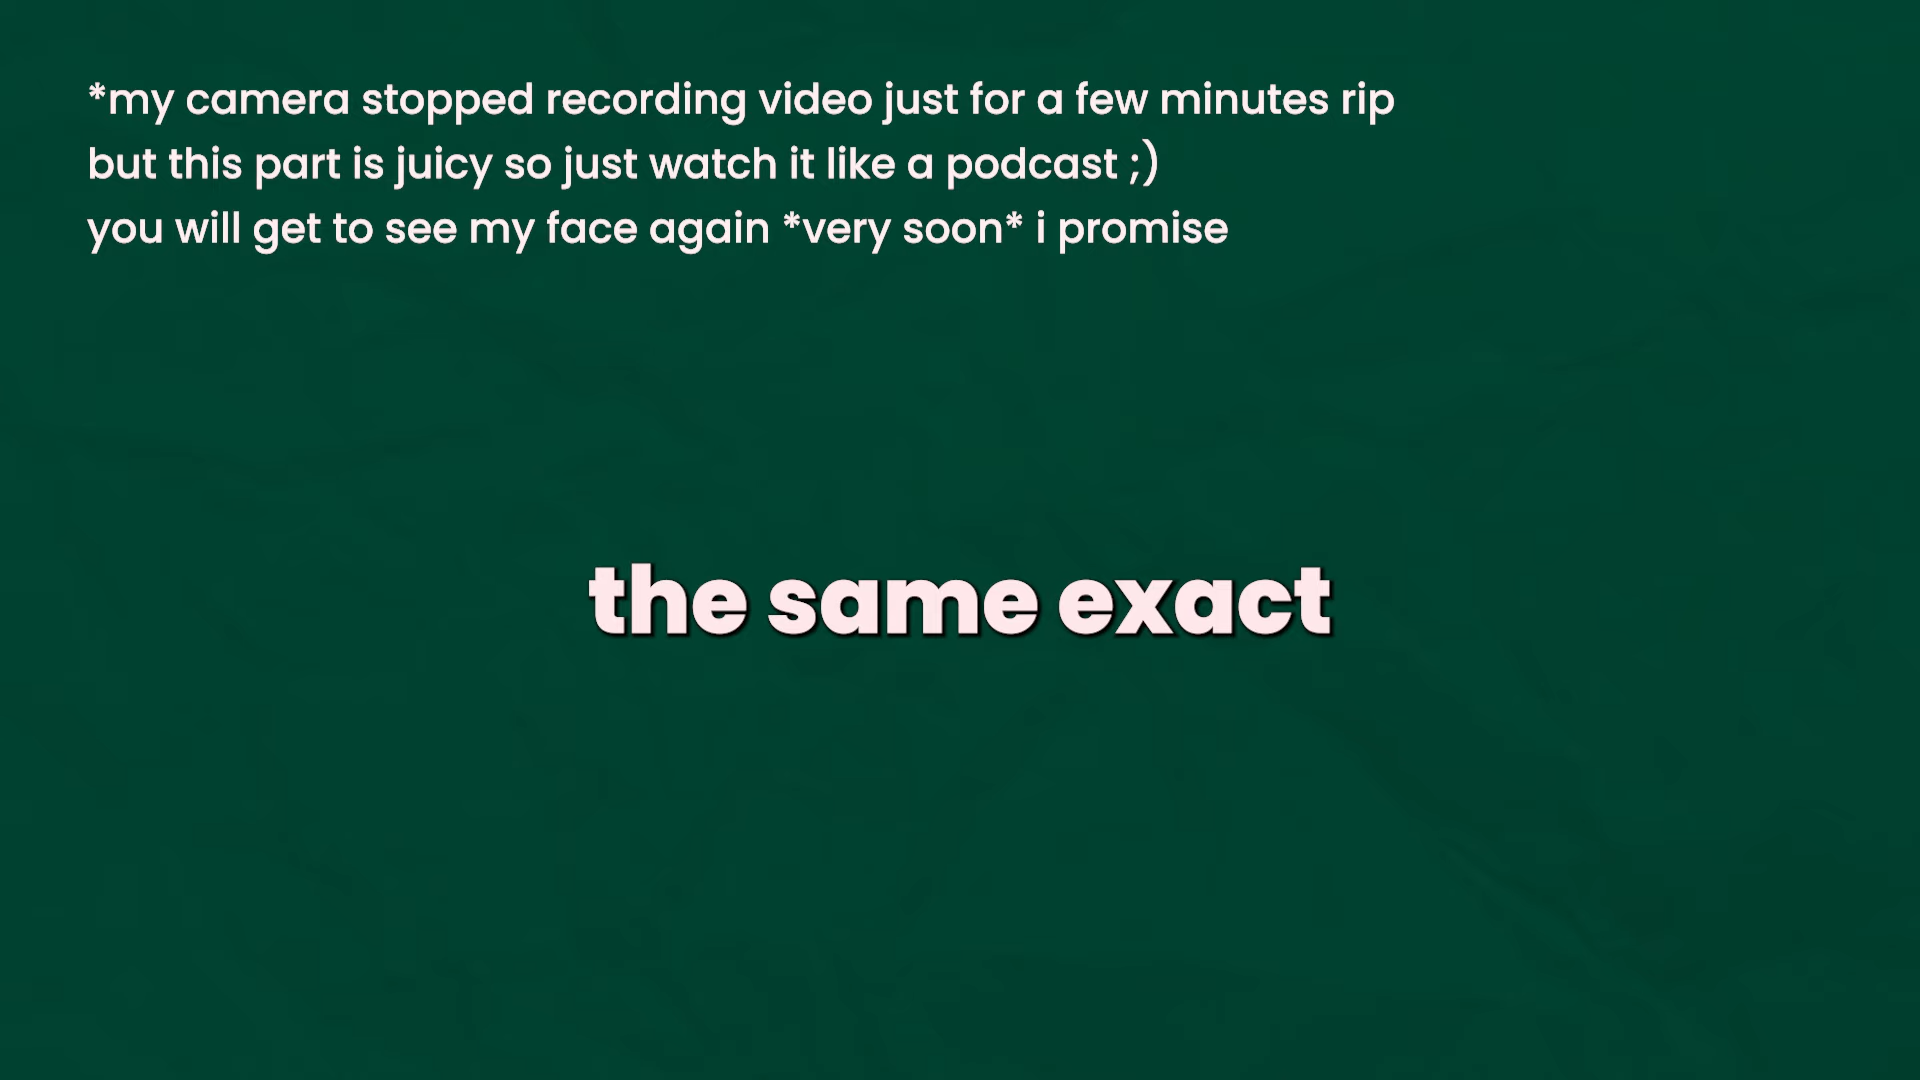 *my camera stopped recording video just for a few minutes rip
but this part is juicy so just watch it like a podcast ;)
you will get to see my face again *very soon* i promise
the same exact